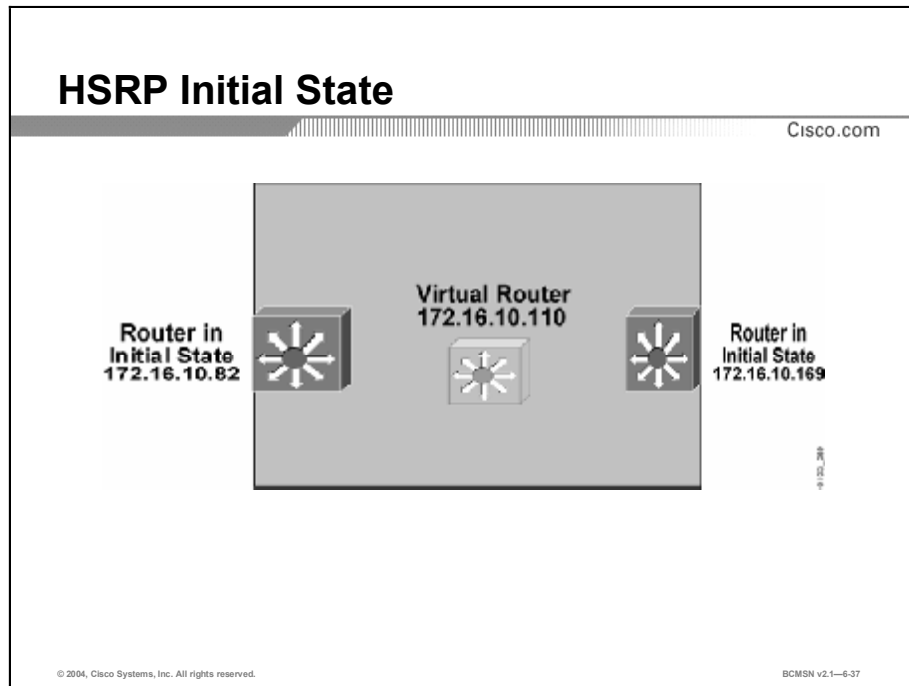 HSRP Initial State
Cisco.com
Virtual Router
172.16.10.110
Router in
Initial State
172.16.10.82
Router in
Initial State
172.16.10.169
© 2004, Cisco Systems, Inc. All rights reserved.
BCMSN v2.1—6-37